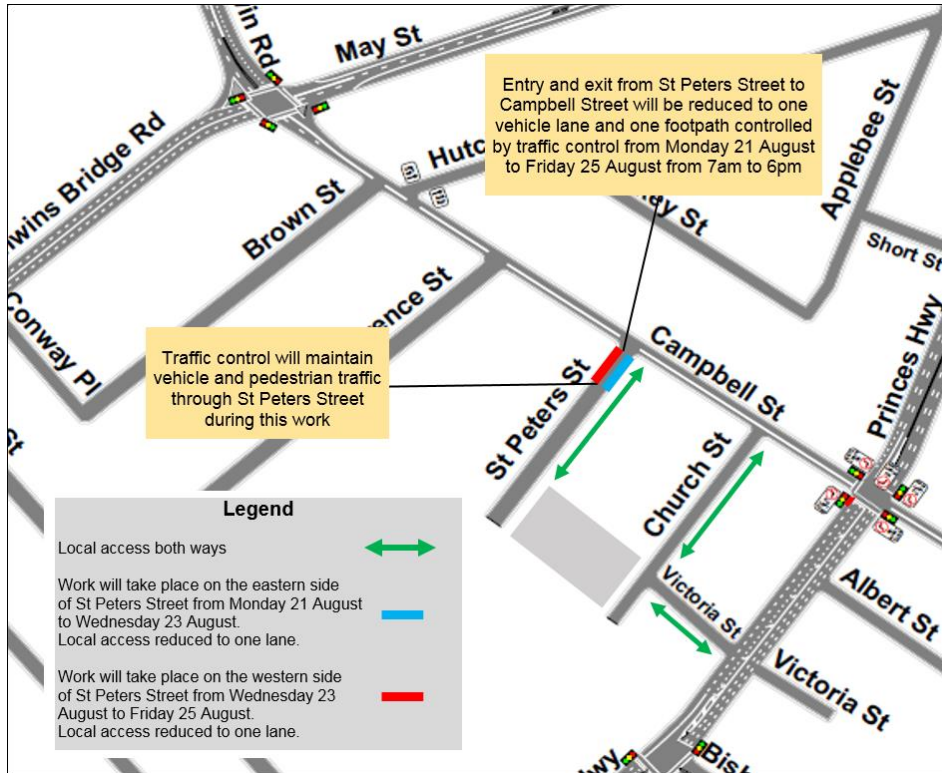 May St
Entry and exit from St Peters Street to
Campbell Street will be reduced to one
vehicle lane and one footpath controlled
by traffic control from Monday 21 August
to Friday 25 August from 7am to 6pm
Applebee St
Short St
Brown St
Conway Pl
Traffic control will maintain
vehicle and pedestrian traffic
through St Peters Street
during this work
St Peters St
Campbell St
Princes Hwy
Church St
Victoria St
Albert St
Victoria St
Legend
Local access both ways
Work will take place on the eastern side
of St Peters Street from Monday 21 August
to Wednesday 23 August.
Local access reduced to one lane.
Work will take place on the western side
of St Peters Street from Wednesday 23
August to Friday 25 August.
Local access reduced to one lane.